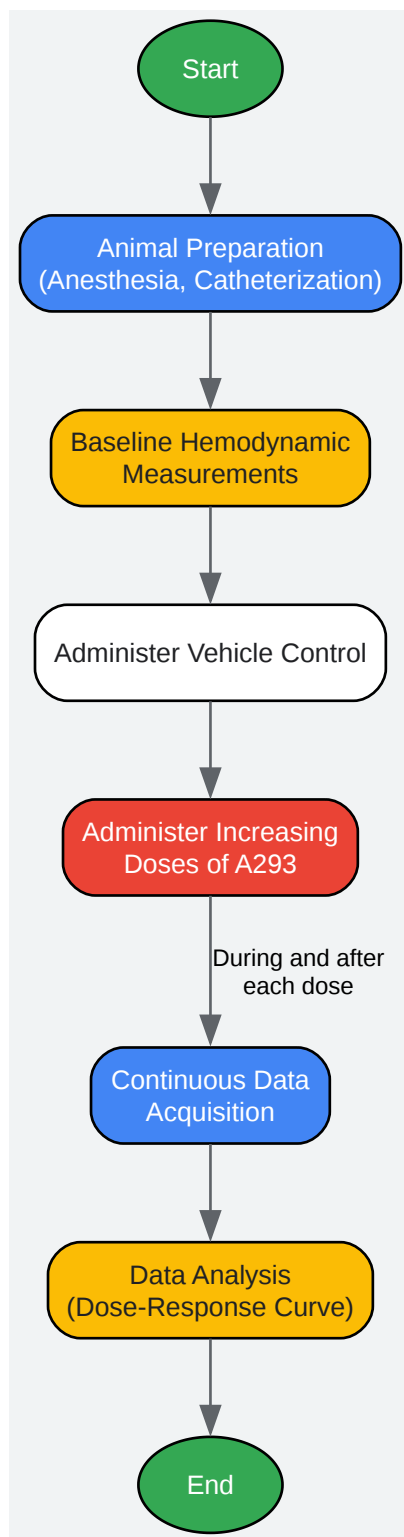 Start
Animal Preparation
(Anesthesia, Catheterization)
Baseline Hemodynamic
Measurements
Administer Vehicle Control
Administer Increasing
Doses of A293
During and after
each dose
Continuous Data
Acquisition
Data Analysis
(Dose-Response Curve)
End